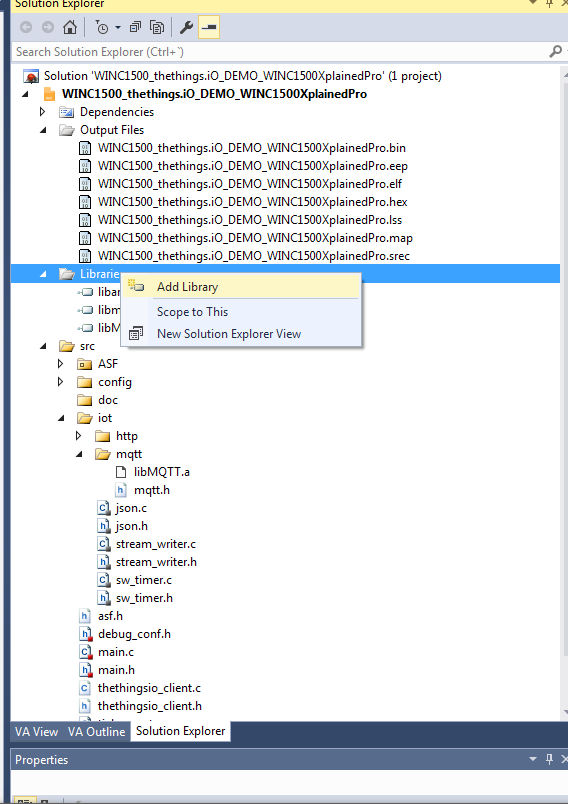 Solution Explorer
Search Solution Explorer (Ctrl+`)
Solution 'WINC1500_thethings.iO_DEMO_WINC1500XplainedPro' (1 project)
WINC1500_thethings.iO_DEMO_WINC1500XplainedPro
Dependencies
Output Files
WINC1500_thethings.iO_DEMO_WINC1500XplainedPro.bin
WINC1500_thethings.iO_DEMO_WINC1500XplainedPro.eep
WINC1500_thethings.iO_DEMO_WINC1500XplainedPro.elf
WINC1500_thethings.iO_DEMO_WINC1500XplainedPro.hex
WINC1500_thethings.iO_DEMO_WINC1500XplainedPro.lss
WINC1500_thethings.iO_DEMO_WINC1500XplainedPro.map
WINC1500_thethings.iO_DEMO_WINC1500XplainedPro.srec
Librarie
Add Library
libar
Scope to This
libm
New Solution Explorer View
libM
src
ASF
config
doc
iot
http
mqtt
libMQTT.a
mqtt.h
json.c
json.h
stream_writer.c
stream_writer.h
sw_timer.c
sw_timer.h
asf.h
debug_conf.h
main.c
main.h
thethingsio_client.c
thethingsio_client.h
VA View VA Outline Solution Explorer
Properties